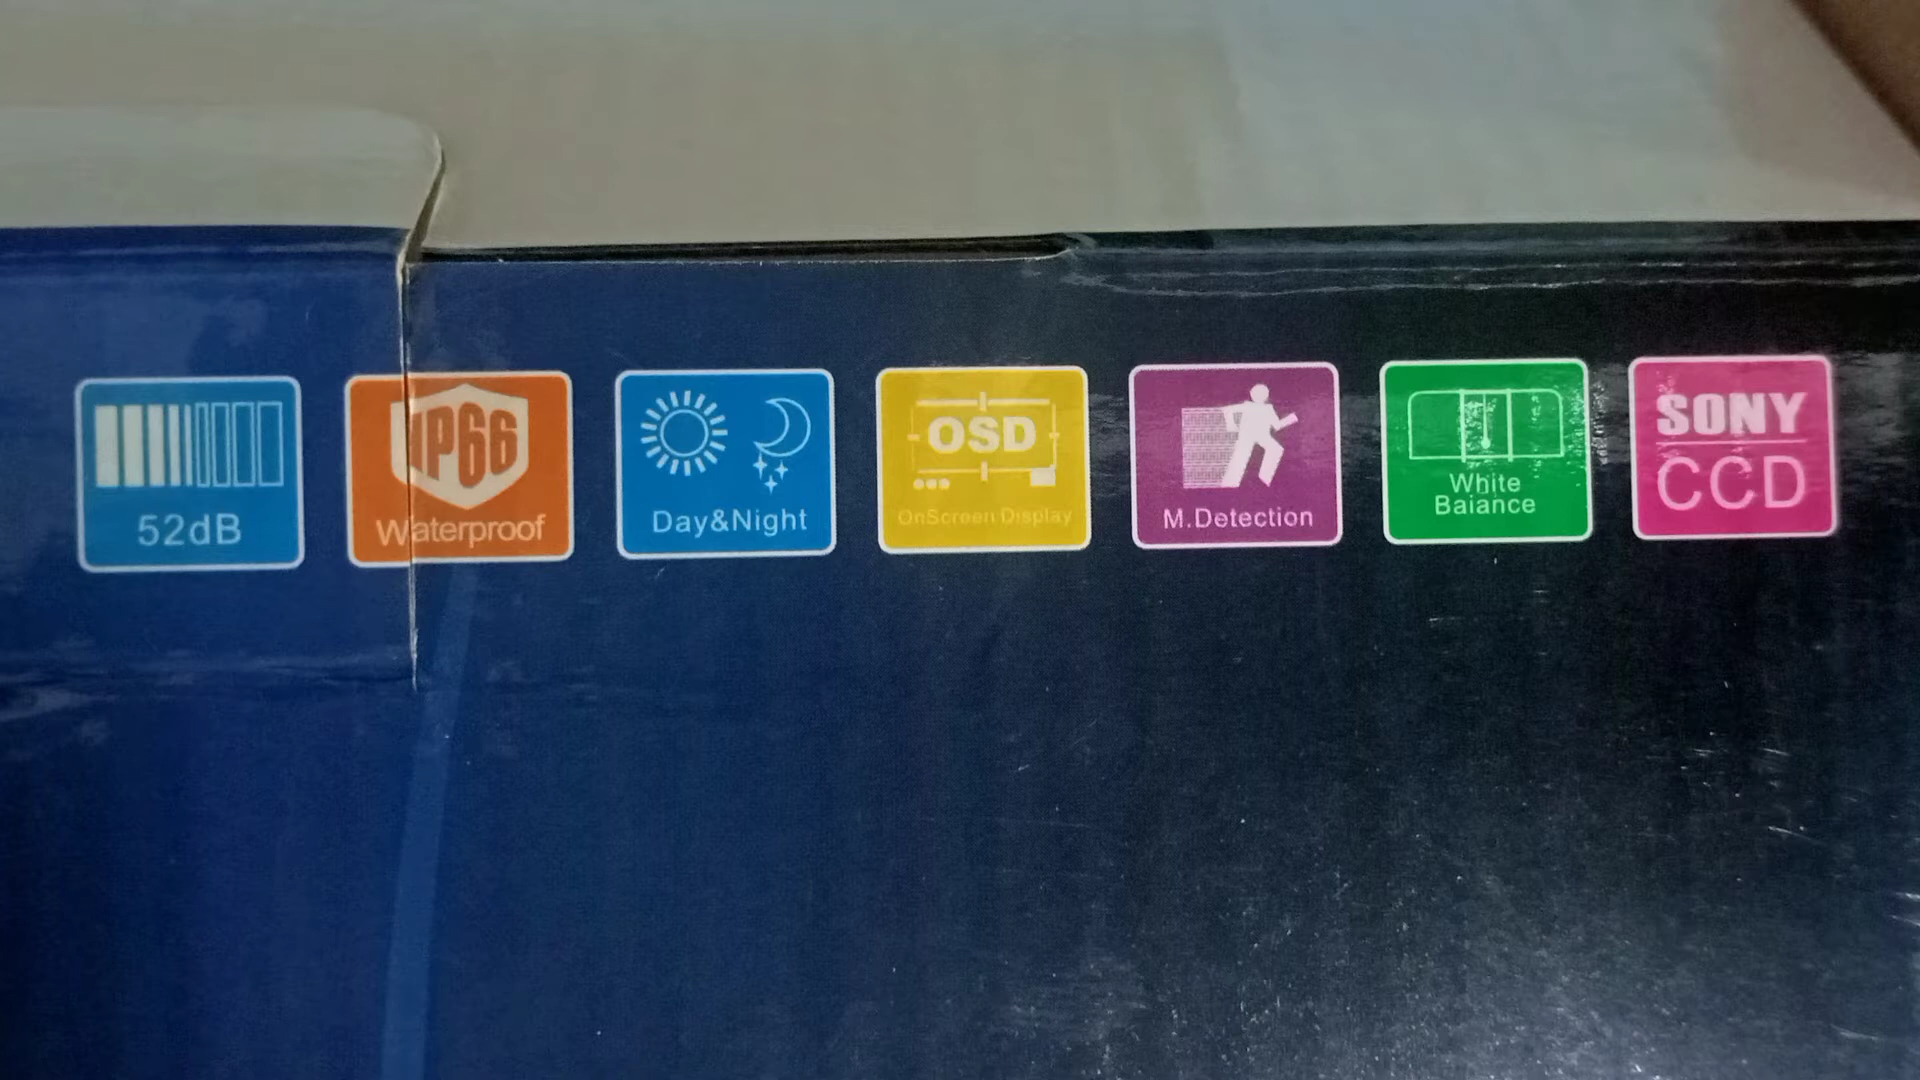 52dB
IP66
Waterproof
Day&Night
OSD
OnScreen Display
M.Detection
White
Baiance
SONY
CCD